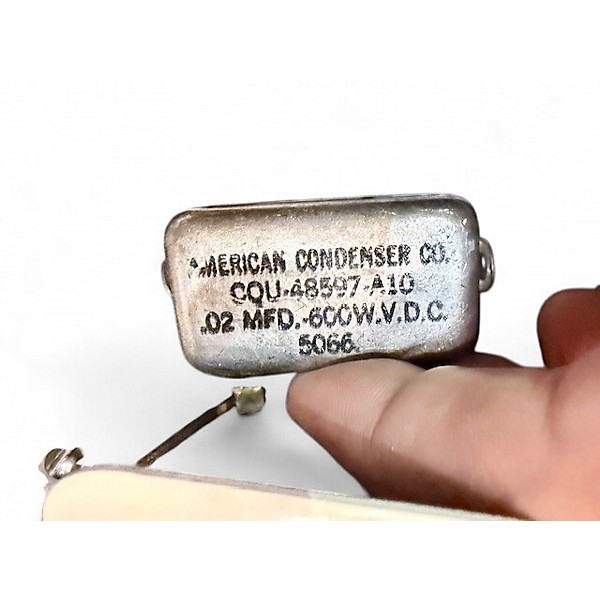 AMERICAN CONDENSER CO.
CQU-48597-A10
.02 MFD.-600W.V.D.C.
5066